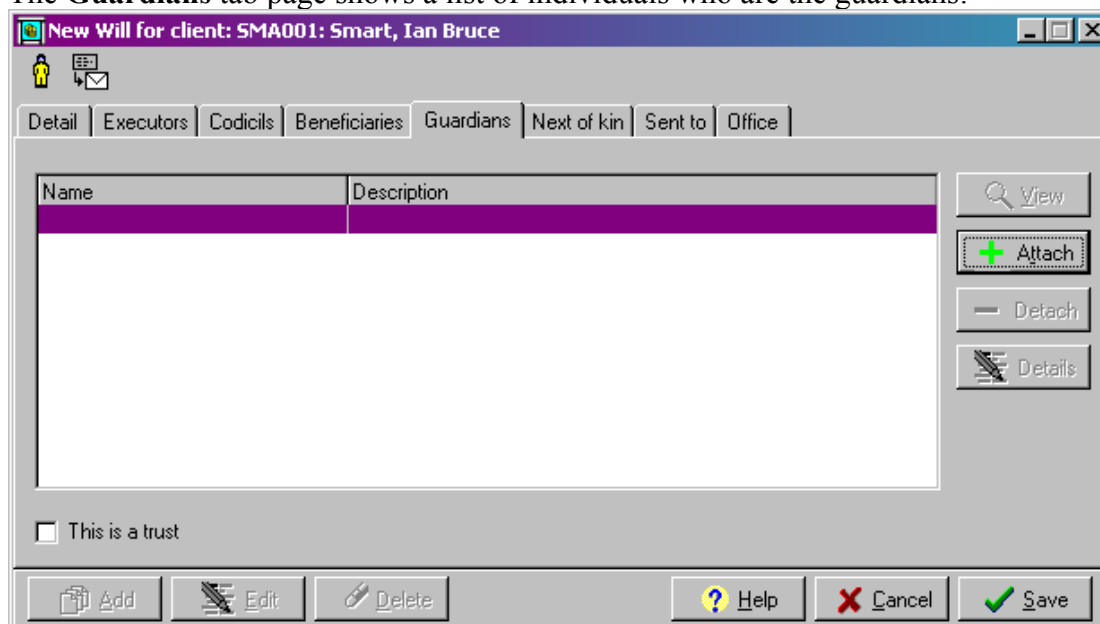 The Guardians tab page shows a list of individuals who are the guardians.
New Will for client: SMA001: Smart, Ian Bruce
Detail Executors Codicils Beneficiaries Guardians Next of kin Sent to Office
Name Description
View
Attach
Detach
Details
This is a trust
Add Edit Delete Help Cancel Save